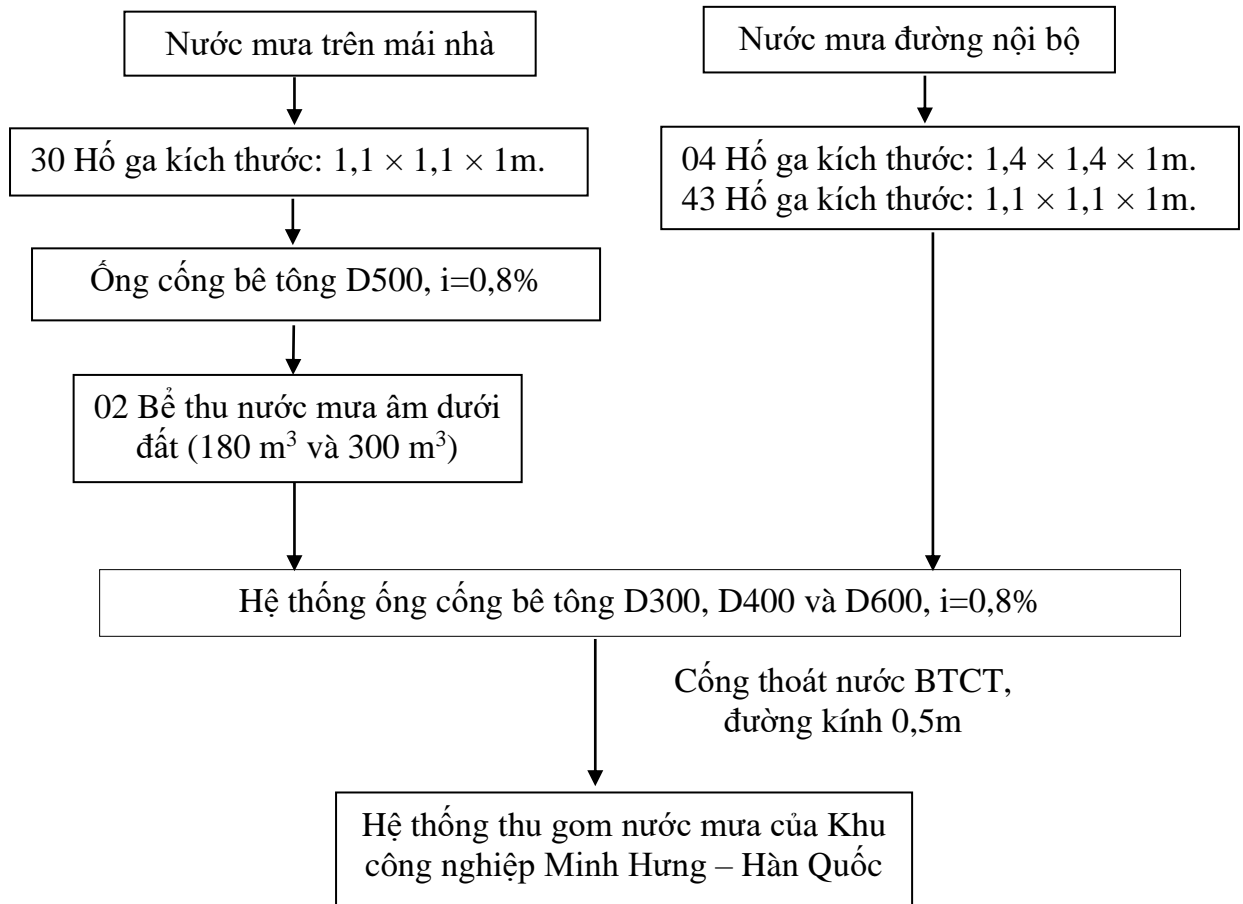 Nước mưa trên mái nhà
Nước mưa đường nội bộ
30 Hố ga kích thước: 1,1 × 1,1 × 1m.
04 Hố ga kích thước: 1,4 × 1,4 × 1m.
43 Hố ga kích thước: 1,1 × 1,1 × 1m.
Ống cống bê tông D500, i=0,8%
02 Bể thu nước mưa âm dưới
đất (180 m³ và 300 m³)
Hệ thống ống cống bê tông D300, D400 và D600, i=0,8%
Cống thoát nước BTCT,
đường kính 0,5m
Hệ thống thu gom nước mưa của Khu
công nghiệp Minh Hưng – Hàn Quốc